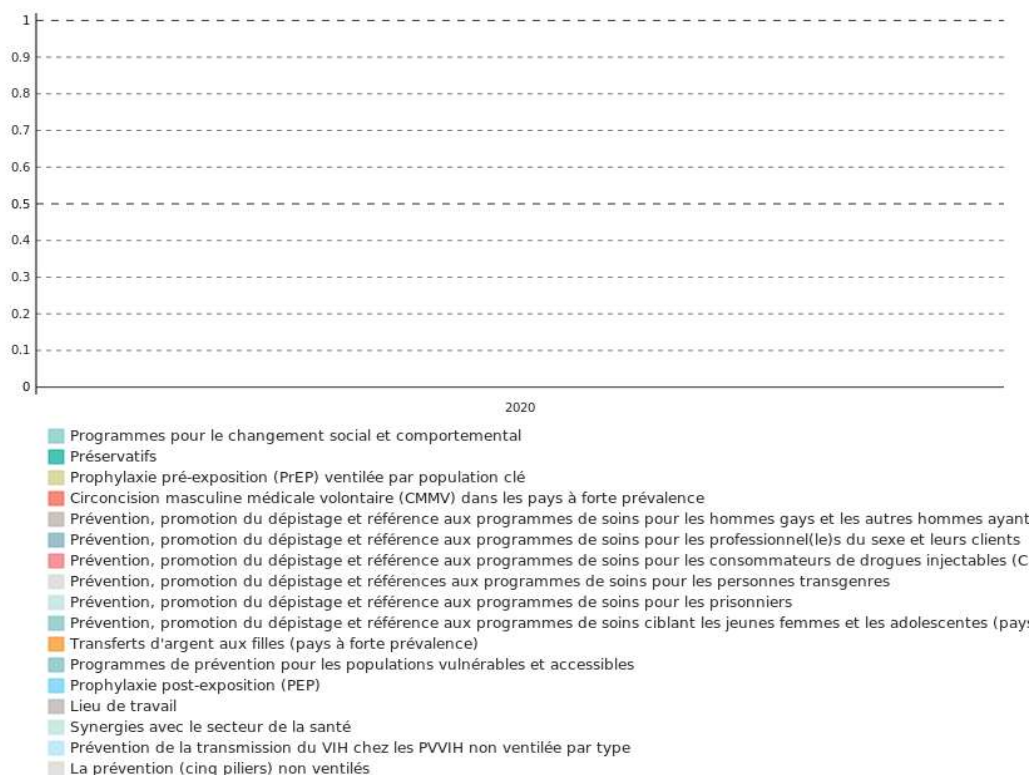 1
0.9
0.8
0.7
0.6
0.5
0.4
0.3
0.2
0.1
0
2020
Programmes pour le changement social et comportemental
Préservatifs
Prophylaxie pré-exposition (PrEP) ventilée par population clé
Circoncision masculine médicale volontaire (CMMV) dans les pays à forte prévalence
Prévention, promotion du dépistage et référence aux programmes de soins pour les hommes gays et les autres hommes ayant
Prévention, promotion du dépistage et référence aux programmes de soins pour les professionnel(le)s du sexe et leurs clients
Prévention, promotion du dépistage et référence aux programmes de soins pour les consommateurs de drogues injectables (C
Prévention, promotion du dépistage et références aux programmes de soins pour les personnes transgenres
Prévention, promotion du dépistage et référence aux programmes de soins pour les prisonniers
Prévention, promotion du dépistage et référence aux programmes de soins ciblant les jeunes femmes et les adolescentes (pays
Transferts d'argent aux filles (pays à forte prévalence)
Programmes de prévention pour les populations vulnérables et accessibles
Prophylaxie post-exposition (PEP)
Lieu de travail
Synergies avec le secteur de la santé
Prévention de la transmission du VIH chez les PVVIH non ventilée par type
La prévention (cinq piliers) non ventilés